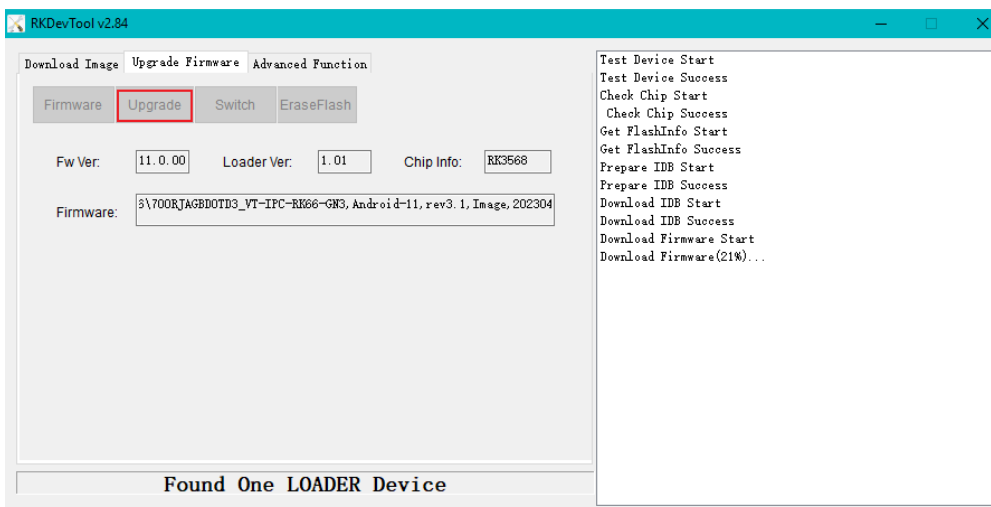 RKDevTool v2.84
Download Image Upgrade Firmware Advanced Function
Firmware Upgrade Switch EraseFlash
Fw Ver: 11.0.00 Loader Ver: 1.01 Chip Info: RK3568
Firmware: \700RJAGBDOTD3_VT-IPC-RK66-GN3,Android-11,rev3.1,Image,202304
Found One LOADER Device
Test Device Start
Test Device Success
Check Chip Start
Check Chip Success
Get FlashInfo Start
Get FlashInfo Success
Prepare IDB Start
Prepare IDB Success
Download IDB Start
Download IDB Success
Download Firmware Start
Download Firmware(21%)...